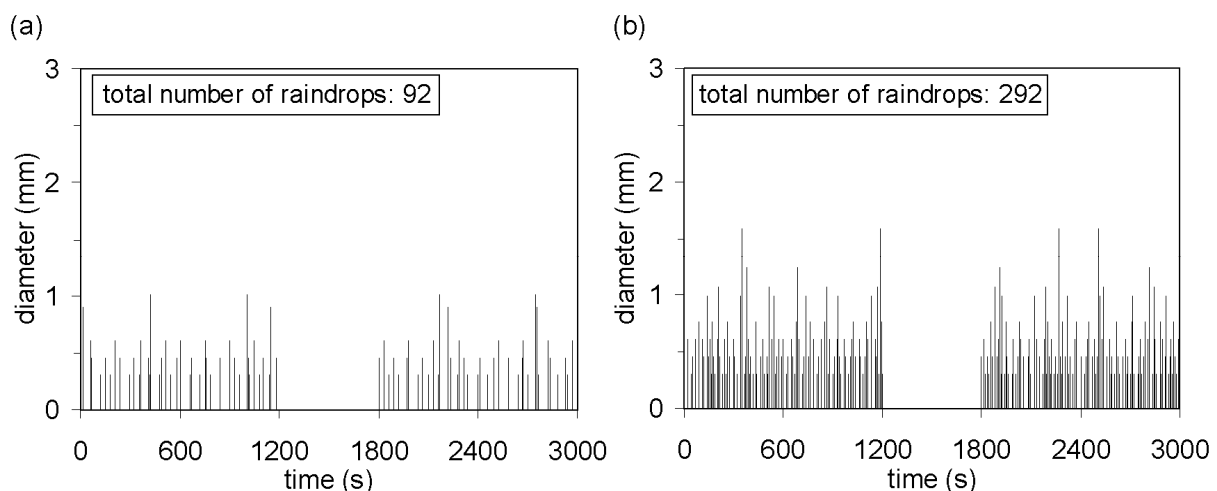 (a)
(b)
3
total number of raindrops: 92
2
1
0
diameter (mm)
0 600 1200 1800 2400 3000
time (s)
3
total number of raindrops: 292
2
1
0
diameter (mm)
0 600 1200 1800 2400 3000
time (s)